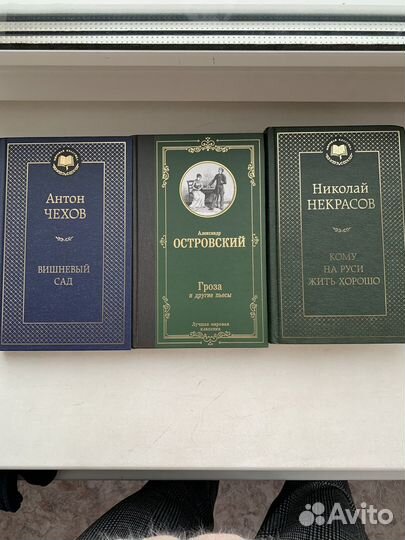 Антон
ЧЕХОВ
ВИШНЕВЫЙ
САД
Александр
ОСТРОВСКИЙ
Гроза
и другие пьесы
Лучшая мировая
классика
Николай
НЕКРАСОВ
КОМУ
НА РУСИ
ЖИТЬ ХОРОШО
Avito